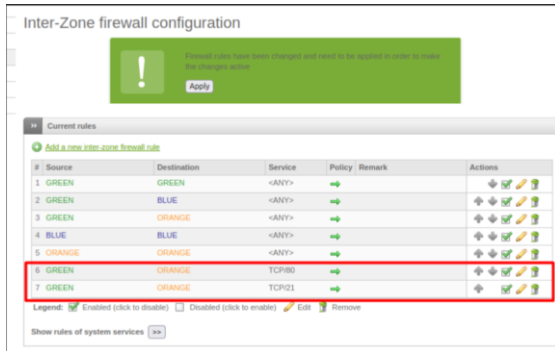 Inter-Zone firewall configuration
Firewall rules have been changed and need to be applied in order to make
the changes active
Apply
>> Current rules
Add a new inter-zone firewall rule
# Source Destination Service Policy Remark Actions
1 GREEN GREEN <ANY>
2 GREEN BLUE <ANY>
3 GREEN ORANGE <ANY>
4 BLUE BLUE <ANY>
5 ORANGE ORANGE <ANY>
6 GREEN ORANGE TCP/80
7 GREEN ORANGE TCP/21
Legend: Enabled (click to disable) Disabled (click to enable) Edit Remove
Show rules of system services >>